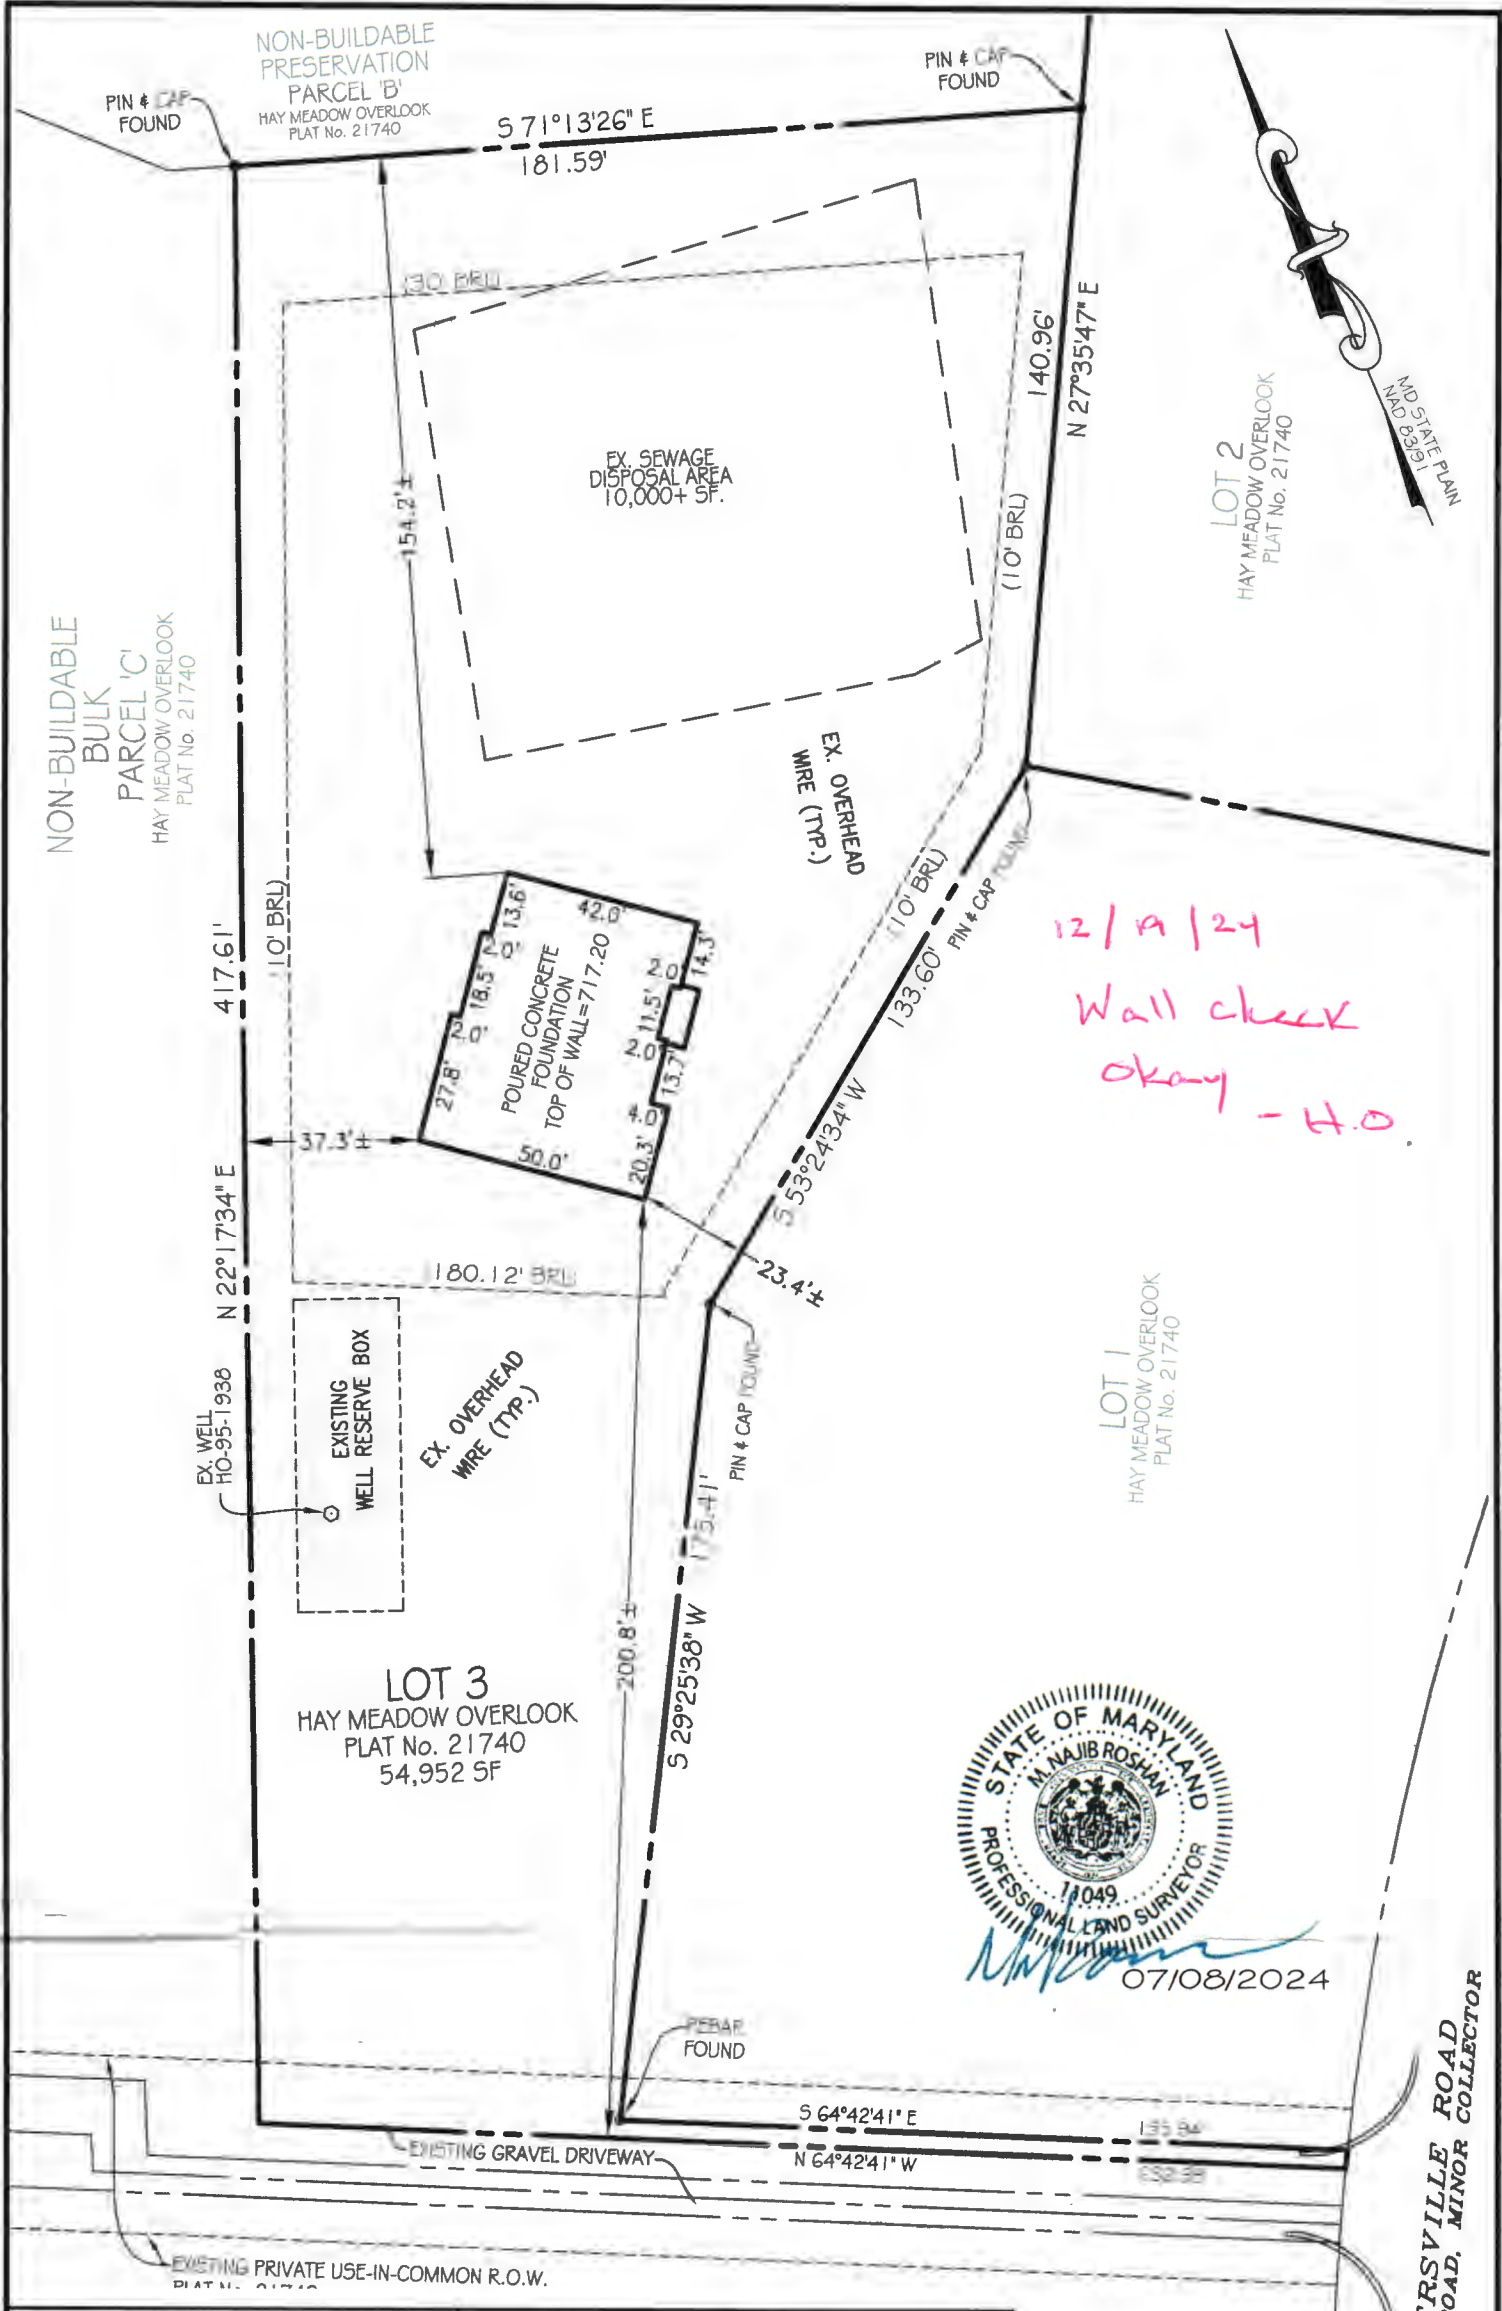 NON-BUILDABLE
PRESERVATION
PARCEL 'B'
HAY MEADOW OVERLOOK
PLAT No. 21740
PIN & CAP
FOUND
PIN & CAP
FOUND
S 71°13'26" E
181.59'
(30 BRL)
154.2'±
EX. SEWAGE
DISPOSAL AREA
10,000+ SF.
140.96'
N 27°35'47" E
(10' BRL)
MD STATE PLAIN
NAD 83/91
LOT 2
HAY MEADOW OVERLOOK
PLAT No. 21740
NON-BUILDABLE
BULK
PARCEL 'C'
HAY MEADOW OVERLOOK
PLAT No. 21740
EX. OVERHEAD
WIRE (TYP.)
(10' BRL)
417.61'
N 22°17'34" E
13.6'
42.0'
2.0'
18.5'
2.0'
27.8'
POURED CONCRETE
FOUNDATION
TOP OF WALL=717.20
14.3'
2.0'
11.5'
2.0'
13.7'
4.0'
20.3'
50.0'
37.3'±
(10' BRL)
133.60'
S 53°24'34" W
PIN & CAP FOUND
12/19/24
Wall check
okay
- H.O.
180.12' BRL
23.4'±
PIN & CAP FOUND
EX. WELL
HO-95-1938
EXISTING
WELL RESERVE BOX
EX. OVERHEAD
WIRE (TYP.)
LOT 1
HAY MEADOW OVERLOOK
PLAT No. 21740
175.41'
S 29°25'38" W
200.8'±
LOT 3
HAY MEADOW OVERLOOK
PLAT No. 21740
54,952 SF
STATE OF MARYLAND
M. NAJIB ROSHAN
11049
PROFESSIONAL LAND SURVEYOR
07/08/2024
REBAR
FOUND
S 64°42'41" E
135.94'
N 64°42'41" W
EXISTING GRAVEL DRIVEWAY
EXISTING PRIVATE USE-IN-COMMON R.O.W.
PLAT No. 21740
RSVILLE ROAD
OAD, MINOR COLLECTOR